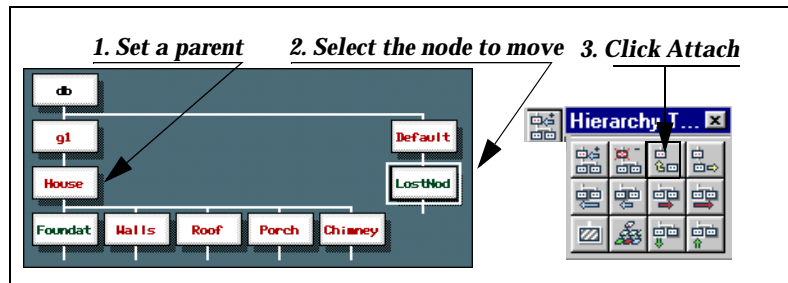 1. Set a parent
2. Select the node to move
3. Click Attach
db
g1
Default
House
LostNod
Foundat
Walls
Roof
Porch
Chimney
Hierarchy T...